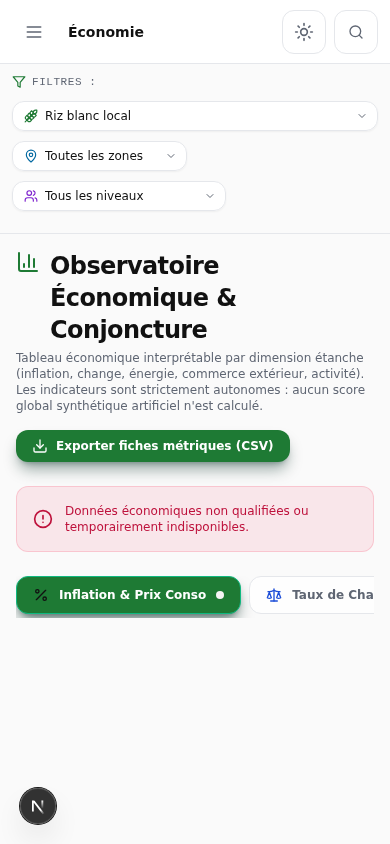 Économie
FILTRES :
Riz blanc local
Toutes les zones
Tous les niveaux
Observatoire
Économique &
Conjoncture
Tableau économique interprétable par dimension étanche
(inflation, change, énergie, commerce extérieur, activité).
Les indicateurs sont strictement autonomes : aucun score
global synthétique artificiel n'est calculé.
Exporter fiches métriques (CSV)
Données économiques non qualifiées ou
temporairement indisponibles.
Inflation & Prix Conso
Taux de Cha
N